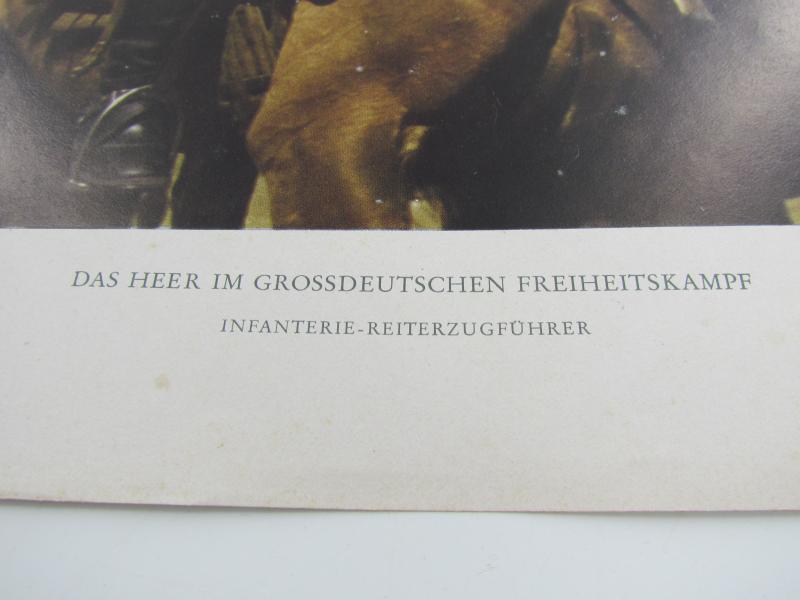 DAS HEER IM GROSSDEUTSCHEN FREIHEITSKAMPF
INFANTERIE-REITERZUGFÜHRER